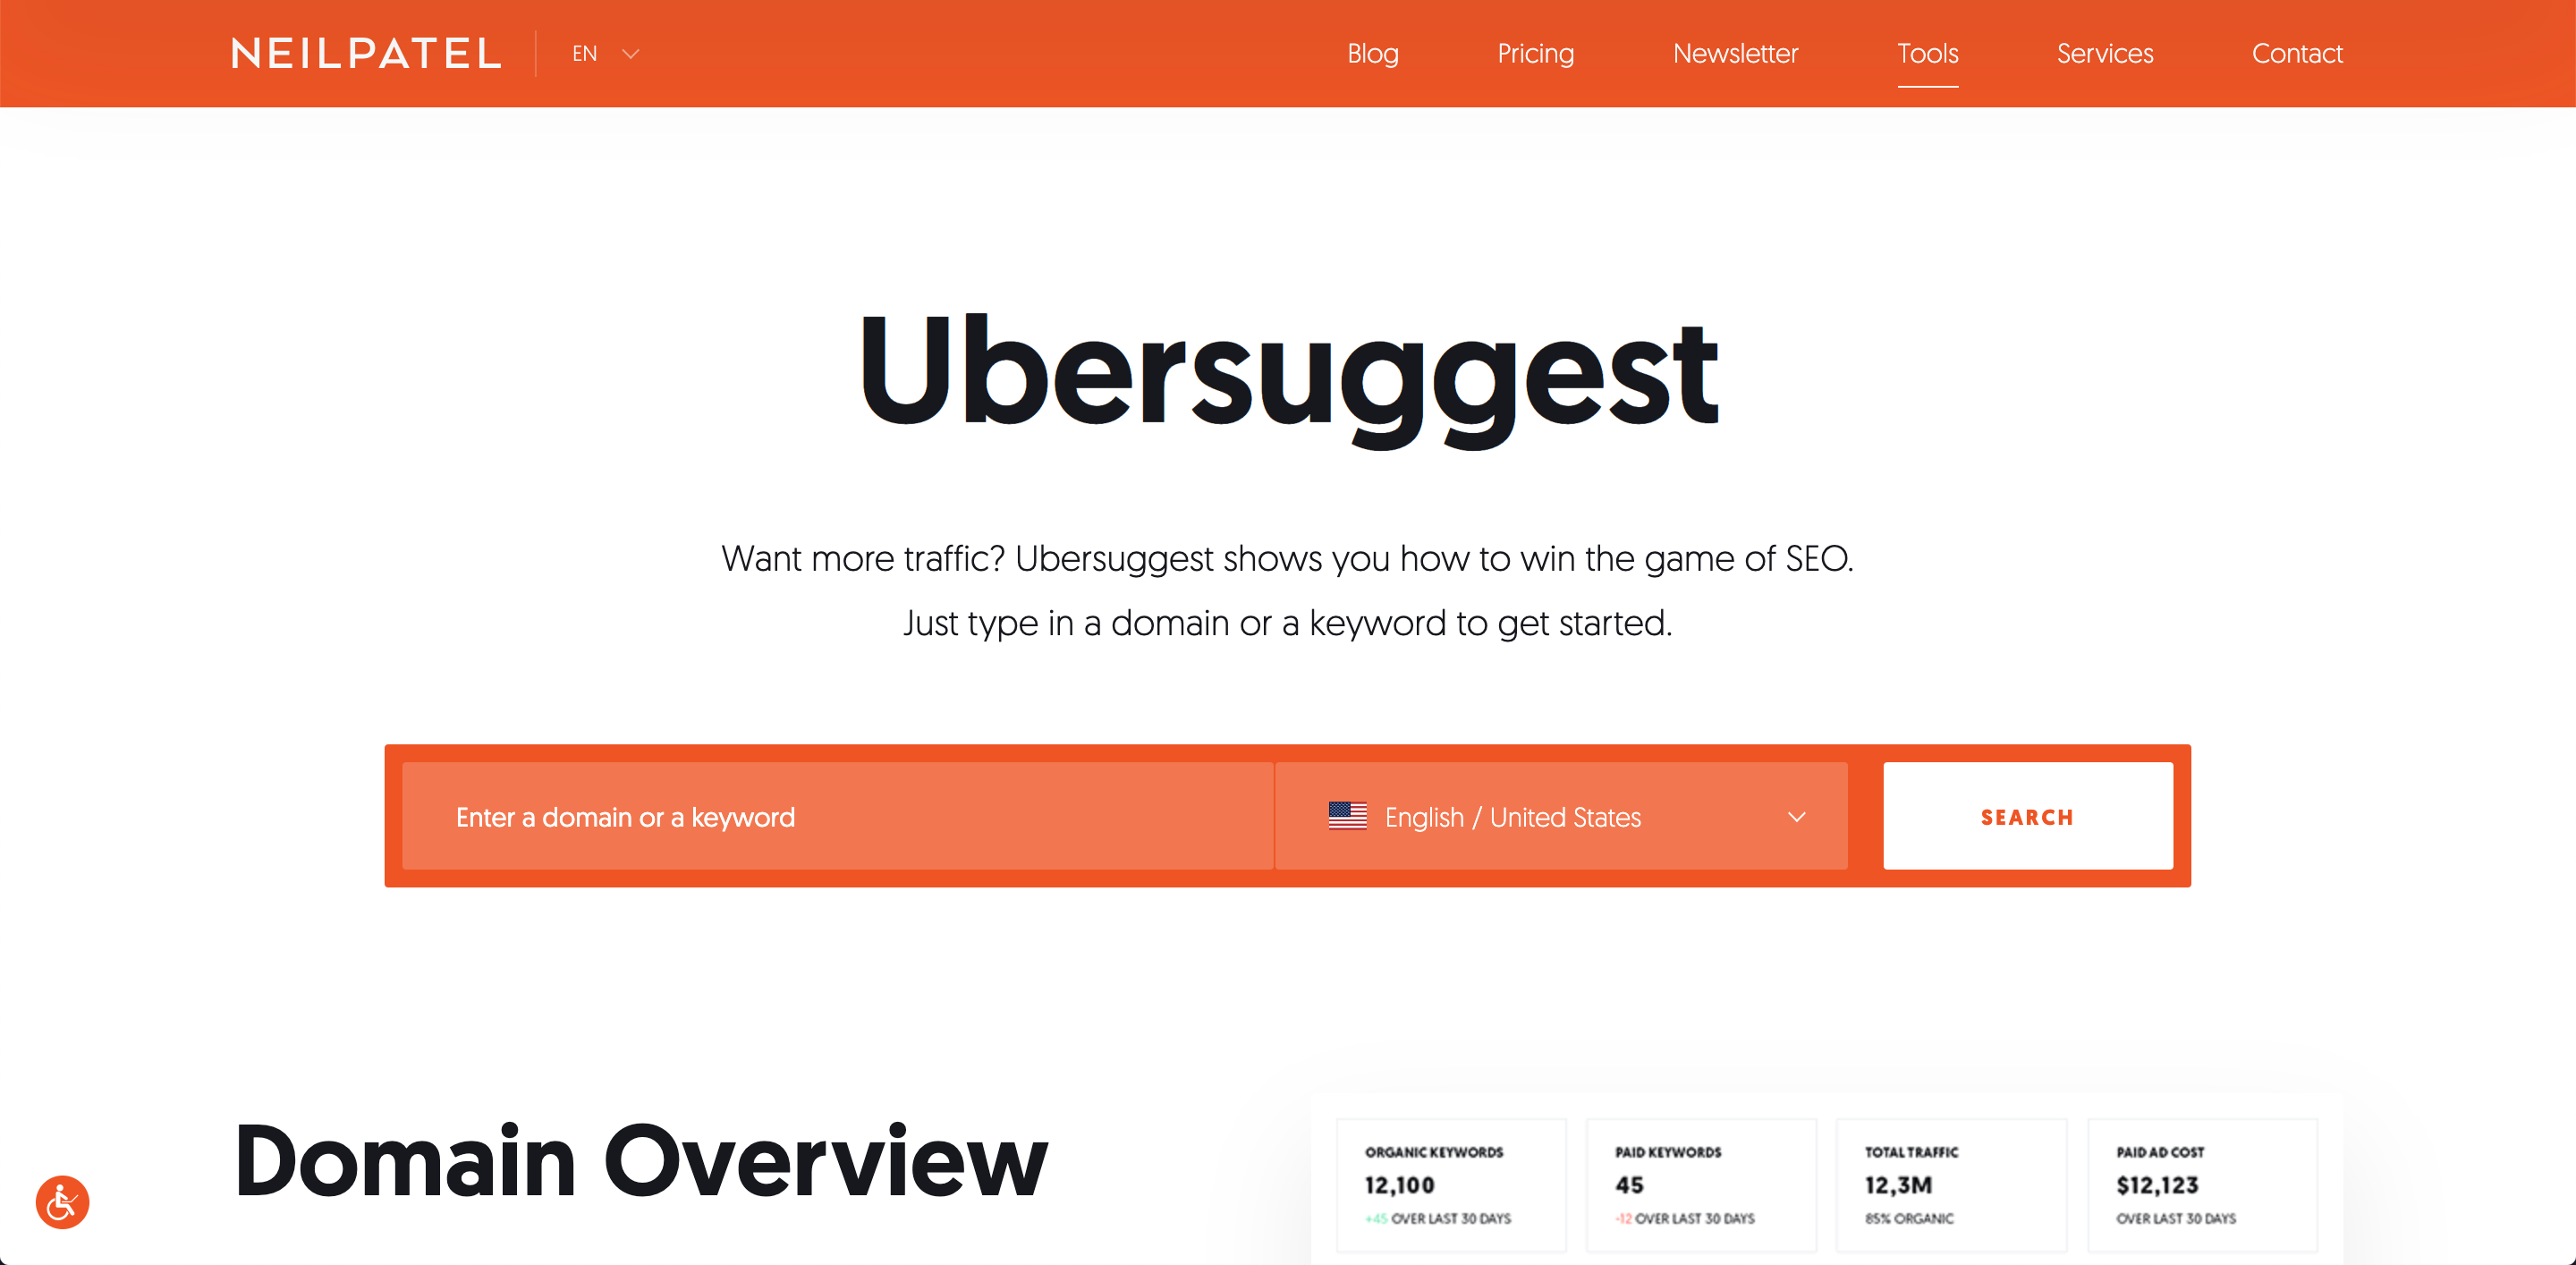 NEILPATEL
EN
Blog
Pricing
Newsletter
Tools
Services
Contact
Ubersuggest
Want more traffic? Ubersuggest shows you how to win the game of SEO.
Just type in a domain or a keyword to get started.
Enter a domain or a keyword
English / United States
SEARCH
Domain Overview
ORGANIC KEYWORDS
12,100
+45 OVER LAST 30 DAYS
PAID KEYWORDS
45
-12 OVER LAST 30 DAYS
TOTAL TRAFFIC
12,3M
85% ORGANIC
PAID AD COST
$12,123
OVER LAST 30 DAYS